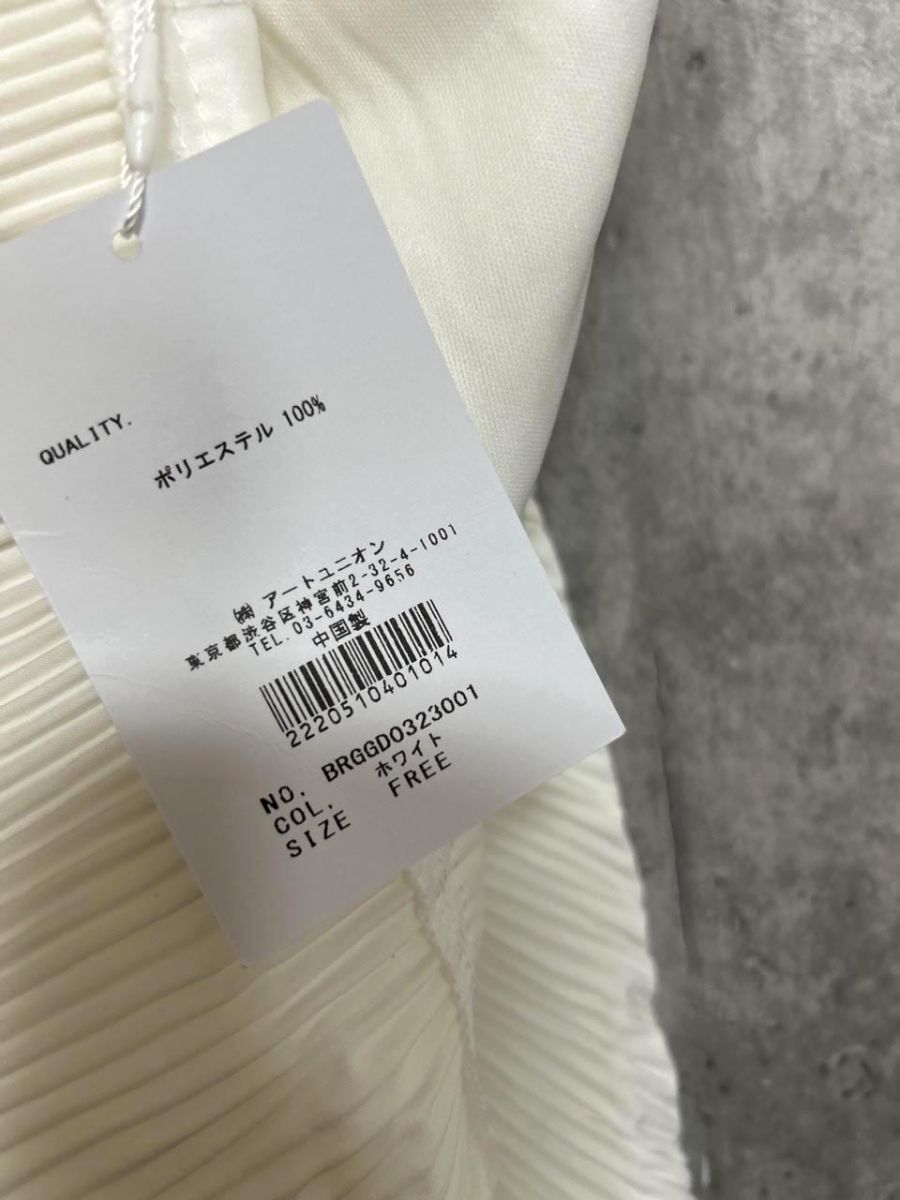 QUALITY.
ポリエステル 100%
㈱ アートユニオン
東京都渋谷区神宮前2-32-4-1001
TEL.03-6434-9656
中国製
2220510401014
NO. BRGGD0323001
COL. ホワイト
SIZE FREE